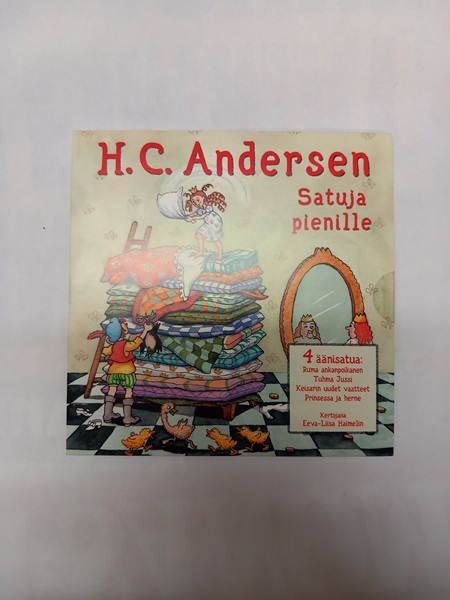 H.C. Andersen
Satuja
pienille
4 äänisatua:
Ruma ankanpoikanen
Tuhma Jussi
Keisarin uudet vaatteet
Prinsessa ja herne
Kertojana
Eeva-Liisa Haimelin